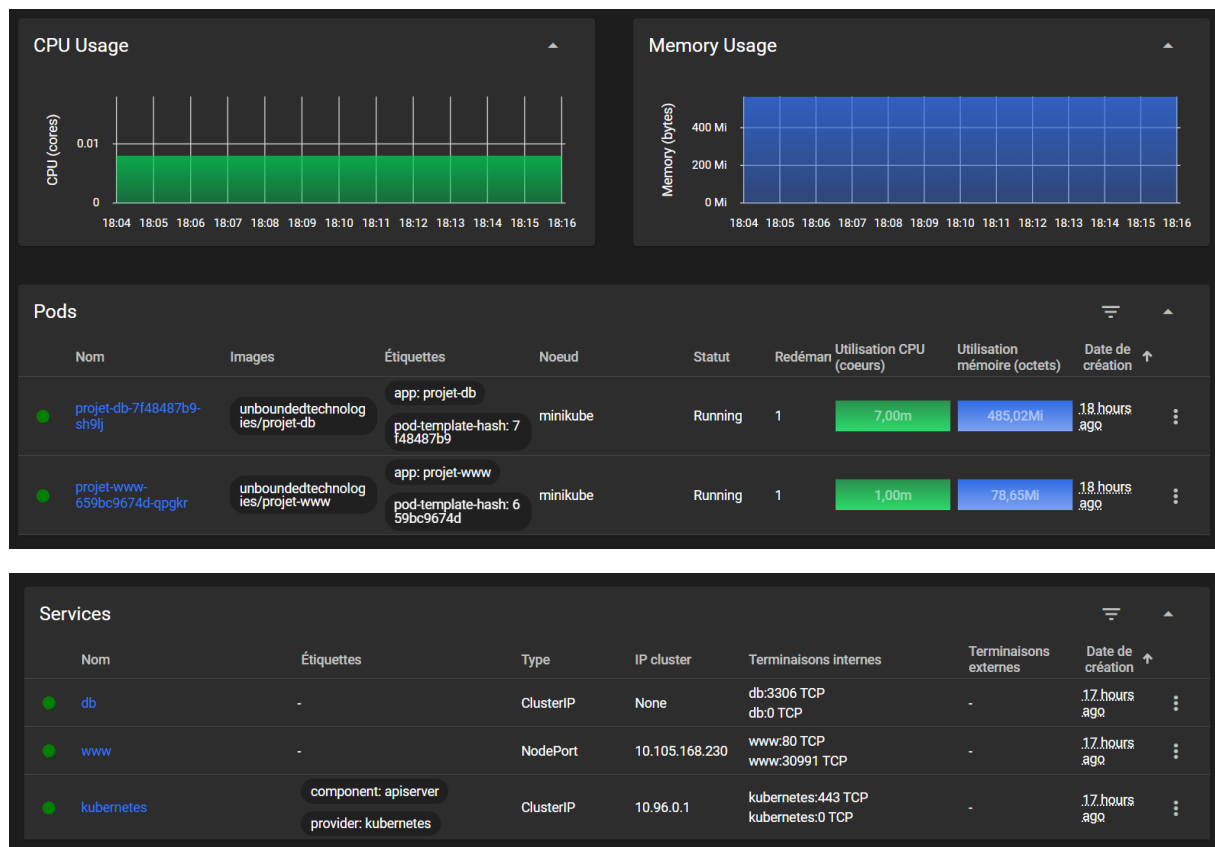 CPU Usage
CPU (cores)
0.01
0
18:04 18:05 18:06 18:07 18:08 18:09 18:10 18:11 18:12 18:13 18:14 18:15 18:16
Memory Usage
Memory (bytes)
400 Mi
200 Mi
0 Mi
18:04 18:05 18:06 18:07 18:08 18:09 18:10 18:11 18:12 18:13 18:14 18:15 18:16
Pods
Nom Images Étiquettes Noeud Statut Redémarr Utilisation CPU (coeurs) Utilisation mémoire (octets) Date de création
projet-db-7f48487b9-
sh9lj
unboundedtechnolog
ies/projet-db
app: projet-db
pod-template-hash: 7
f48487b9
minikube
Running
1
7,00m
485,02Mi
18 hours
ago
projet-www-
659bc9674d-qpgkr
unboundedtechnolog
ies/projet-www
app: projet-www
pod-template-hash: 6
59bc9674d
minikube
Running
1
1,00m
78,65Mi
18 hours
ago
Services
Nom Étiquettes Type IP cluster Terminaisons internes Terminaisons externes Date de création
db
-
ClusterIP
None
db:3306 TCP
db:0 TCP
-
17 hours
ago
www
-
NodePort
10.105.168.230
www:80 TCP
www:30991 TCP
-
17 hours
ago
kubernetes
component: apiserver
provider: kubernetes
ClusterIP
10.96.0.1
kubernetes:443 TCP
kubernetes:0 TCP
-
17 hours
ago